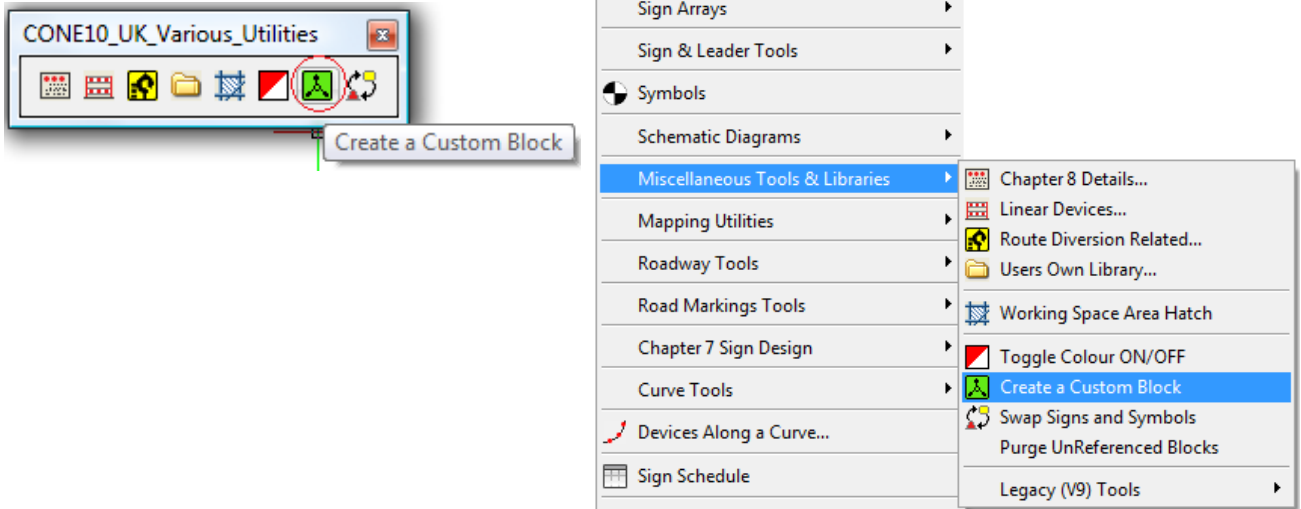 CONE10_UK_Various_Utilities
Create a Custom Block
Sign Arrays
Sign & Leader Tools
Symbols
Schematic Diagrams
Miscellaneous Tools & Libraries
Mapping Utilities
Roadway Tools
Road Markings Tools
Chapter 7 Sign Design
Curve Tools
Devices Along a Curve...
Sign Schedule
Chapter 8 Details...
Linear Devices...
Route Diversion Related...
Users Own Library...
Working Space Area Hatch
Toggle Colour ON/OFF
Create a Custom Block
Swap Signs and Symbols
Purge UnReferenced Blocks
Legacy (V9) Tools